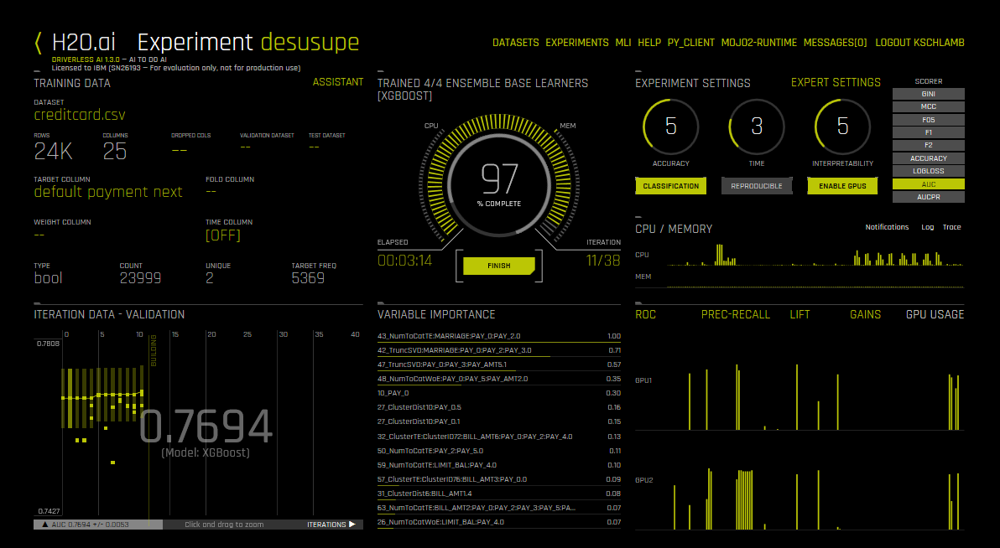 H2O.ai Experiment desusupe
DATASETS EXPERIMENTS MLI HELP PY_CLIENT MOJO2-RUNTIME MESSAGES[0] LOGOUT KSCHLAMB
DRIVERLESS AI 1.3.0 — AI TO DO AI
Licensed to IBM (SN26193 — For evaluation only, not for production use)
TRAINING DATA ASSISTANT
DATASET
creditcard.csv
ROWS COLUMNS DROPPED COLS VALIDATION DATASET TEST DATASET
24K 25 -- -- --
TARGET COLUMN FOLD COLUMN
default payment next --
WEIGHT COLUMN TIME COLUMN
-- [OFF]
TYPE COUNT UNIQUE TARGET FREQ
bool 23999 2 5369
TRAINED 4/4 ENSEMBLE BASE LEARNERS
[XGBOOST]
CPU MEM
97
% COMPLETE
ELAPSED ITERATION
00:03:14 11/38
FINISH
EXPERIMENT SETTINGS EXPERT SETTINGS
5 3 5
ACCURACY TIME INTERPRETABILITY
CLASSIFICATION REPRODUCIBLE ENABLE GPUS
SCORER
GINI
MCC
F05
F1
F2
ACCURACY
LOGLOSS
AUC
AUCPR
CPU / MEMORY Notifications Log Trace
CPU
MEM
ITERATION DATA - VALIDATION
0 5 10 15 20 25 30 35 40
0.7808
BUILDING
0.7694
(Model: XGBoost)
0.7427
▲ AUC 0.7694 +/- 0.0053 Click and drag to zoom ITERATIONS ▶
VARIABLE IMPORTANCE
43_NumToCatTE:MARRIAGE:PAY_0:PAY_2.0 1.00
42_TruncSVD:MARRIAGE:PAY_0:PAY_2:PAY_3.0 0.71
47_TruncSVD:PAY_0:PAY_3:PAY_AMT5.1 0.57
48_NumToCatWoE:PAY_0:PAY_5:PAY_AMT2.0 0.35
10_PAY_0 0.30
27_ClusterDist10:PAY_0.5 0.16
27_ClusterDist10:PAY_0.1 0.15
32_ClusterTE:ClusterID72:BILL_AMT6:PAY_0:PAY_2:PAY_4.0 0.13
50_NumToCatTE:PAY_2:PAY_5.0 0.11
59_NumToCatTE:LIMIT_BAL:PAY_4.0 0.10
57_ClusterTE:ClusterID76:BILL_AMT3:PAY_0.0 0.09
31_ClusterDist6:BILL_AMT1.4 0.08
63_NumToCatTE:BILL_AMT2:PAY_0:PAY_2:PAY_3:PAY_5:PA... 0.07
26_NumToCatWoE:LIMIT_BAL:PAY_4.0 0.07
ROC PREC-RECALL LIFT GAINS GPU USAGE
GPU1
GPU2